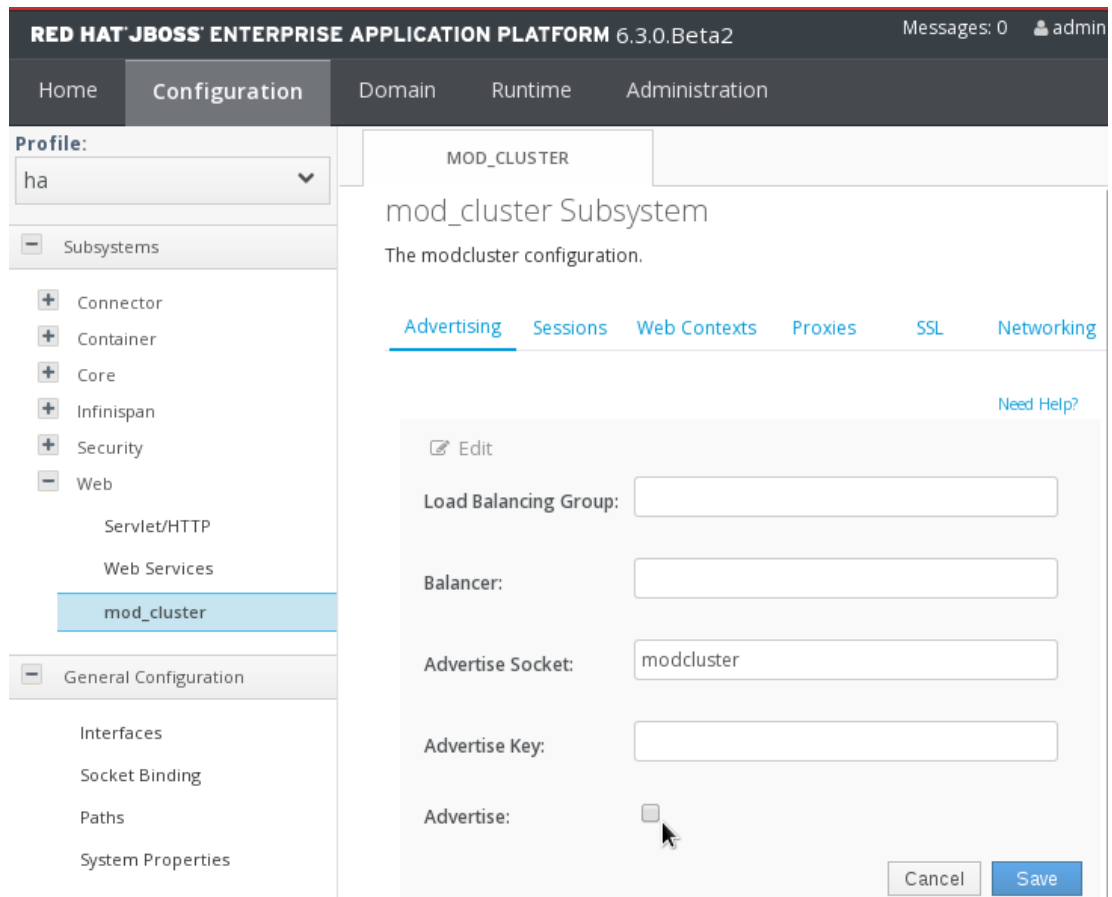 RED HAT JBOSS ENTERPRISE APPLICATION PLATFORM 6.3.0.Beta2
Messages: 0 admin
Home Configuration Domain Runtime Administration
Profile:
ha
Subsystems
Connector
Container
Core
Infinispan
Security
Web
Servlet/HTTP
Web Services
mod_cluster
General Configuration
Interfaces
Socket Binding
Paths
System Properties
MOD_CLUSTER
mod_cluster Subsystem
The modcluster configuration.
Advertising Sessions Web Contexts Proxies SSL Networking
Need Help?
Edit
Load Balancing Group:
Balancer:
Advertise Socket: modcluster
Advertise Key:
Advertise:
Cancel Save